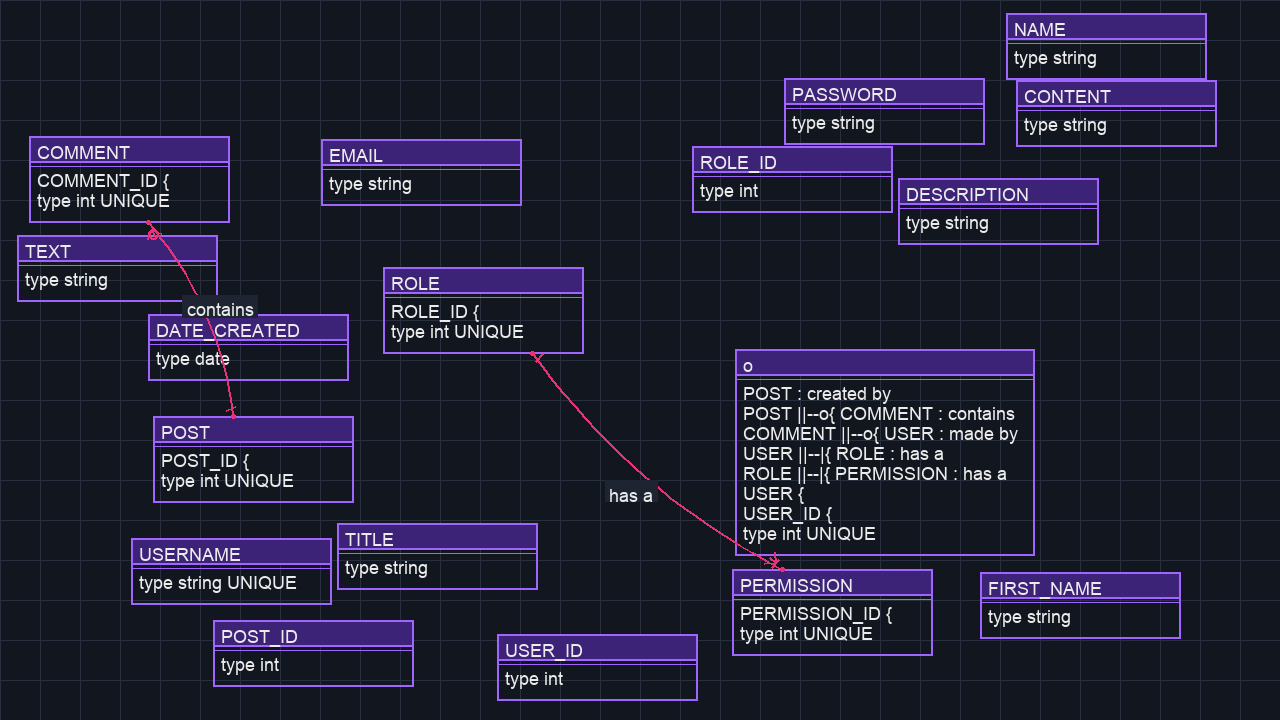 NAME
type string
PASSWORD
type string
CONTENT
type string
COMMENT
COMMENT_ID {
type int UNIQUE
EMAIL
type string
ROLE_ID
type int
DESCRIPTION
type string
TEXT
type string
contains
DATE_CREATED
type date
ROLE
ROLE_ID {
type int UNIQUE
o
POST : created by
POST ||--o{ COMMENT : contains
COMMENT ||--o{ USER : made by
USER ||--|{ ROLE : has a
ROLE ||--|{ PERMISSION : has a
USER {
USER_ID {
type int UNIQUE
POST
POST_ID {
type int UNIQUE
has a
USERNAME
type string UNIQUE
TITLE
type string
PERMISSION
PERMISSION_ID {
type int UNIQUE
FIRST_NAME
type string
POST_ID
type int
USER_ID
type int